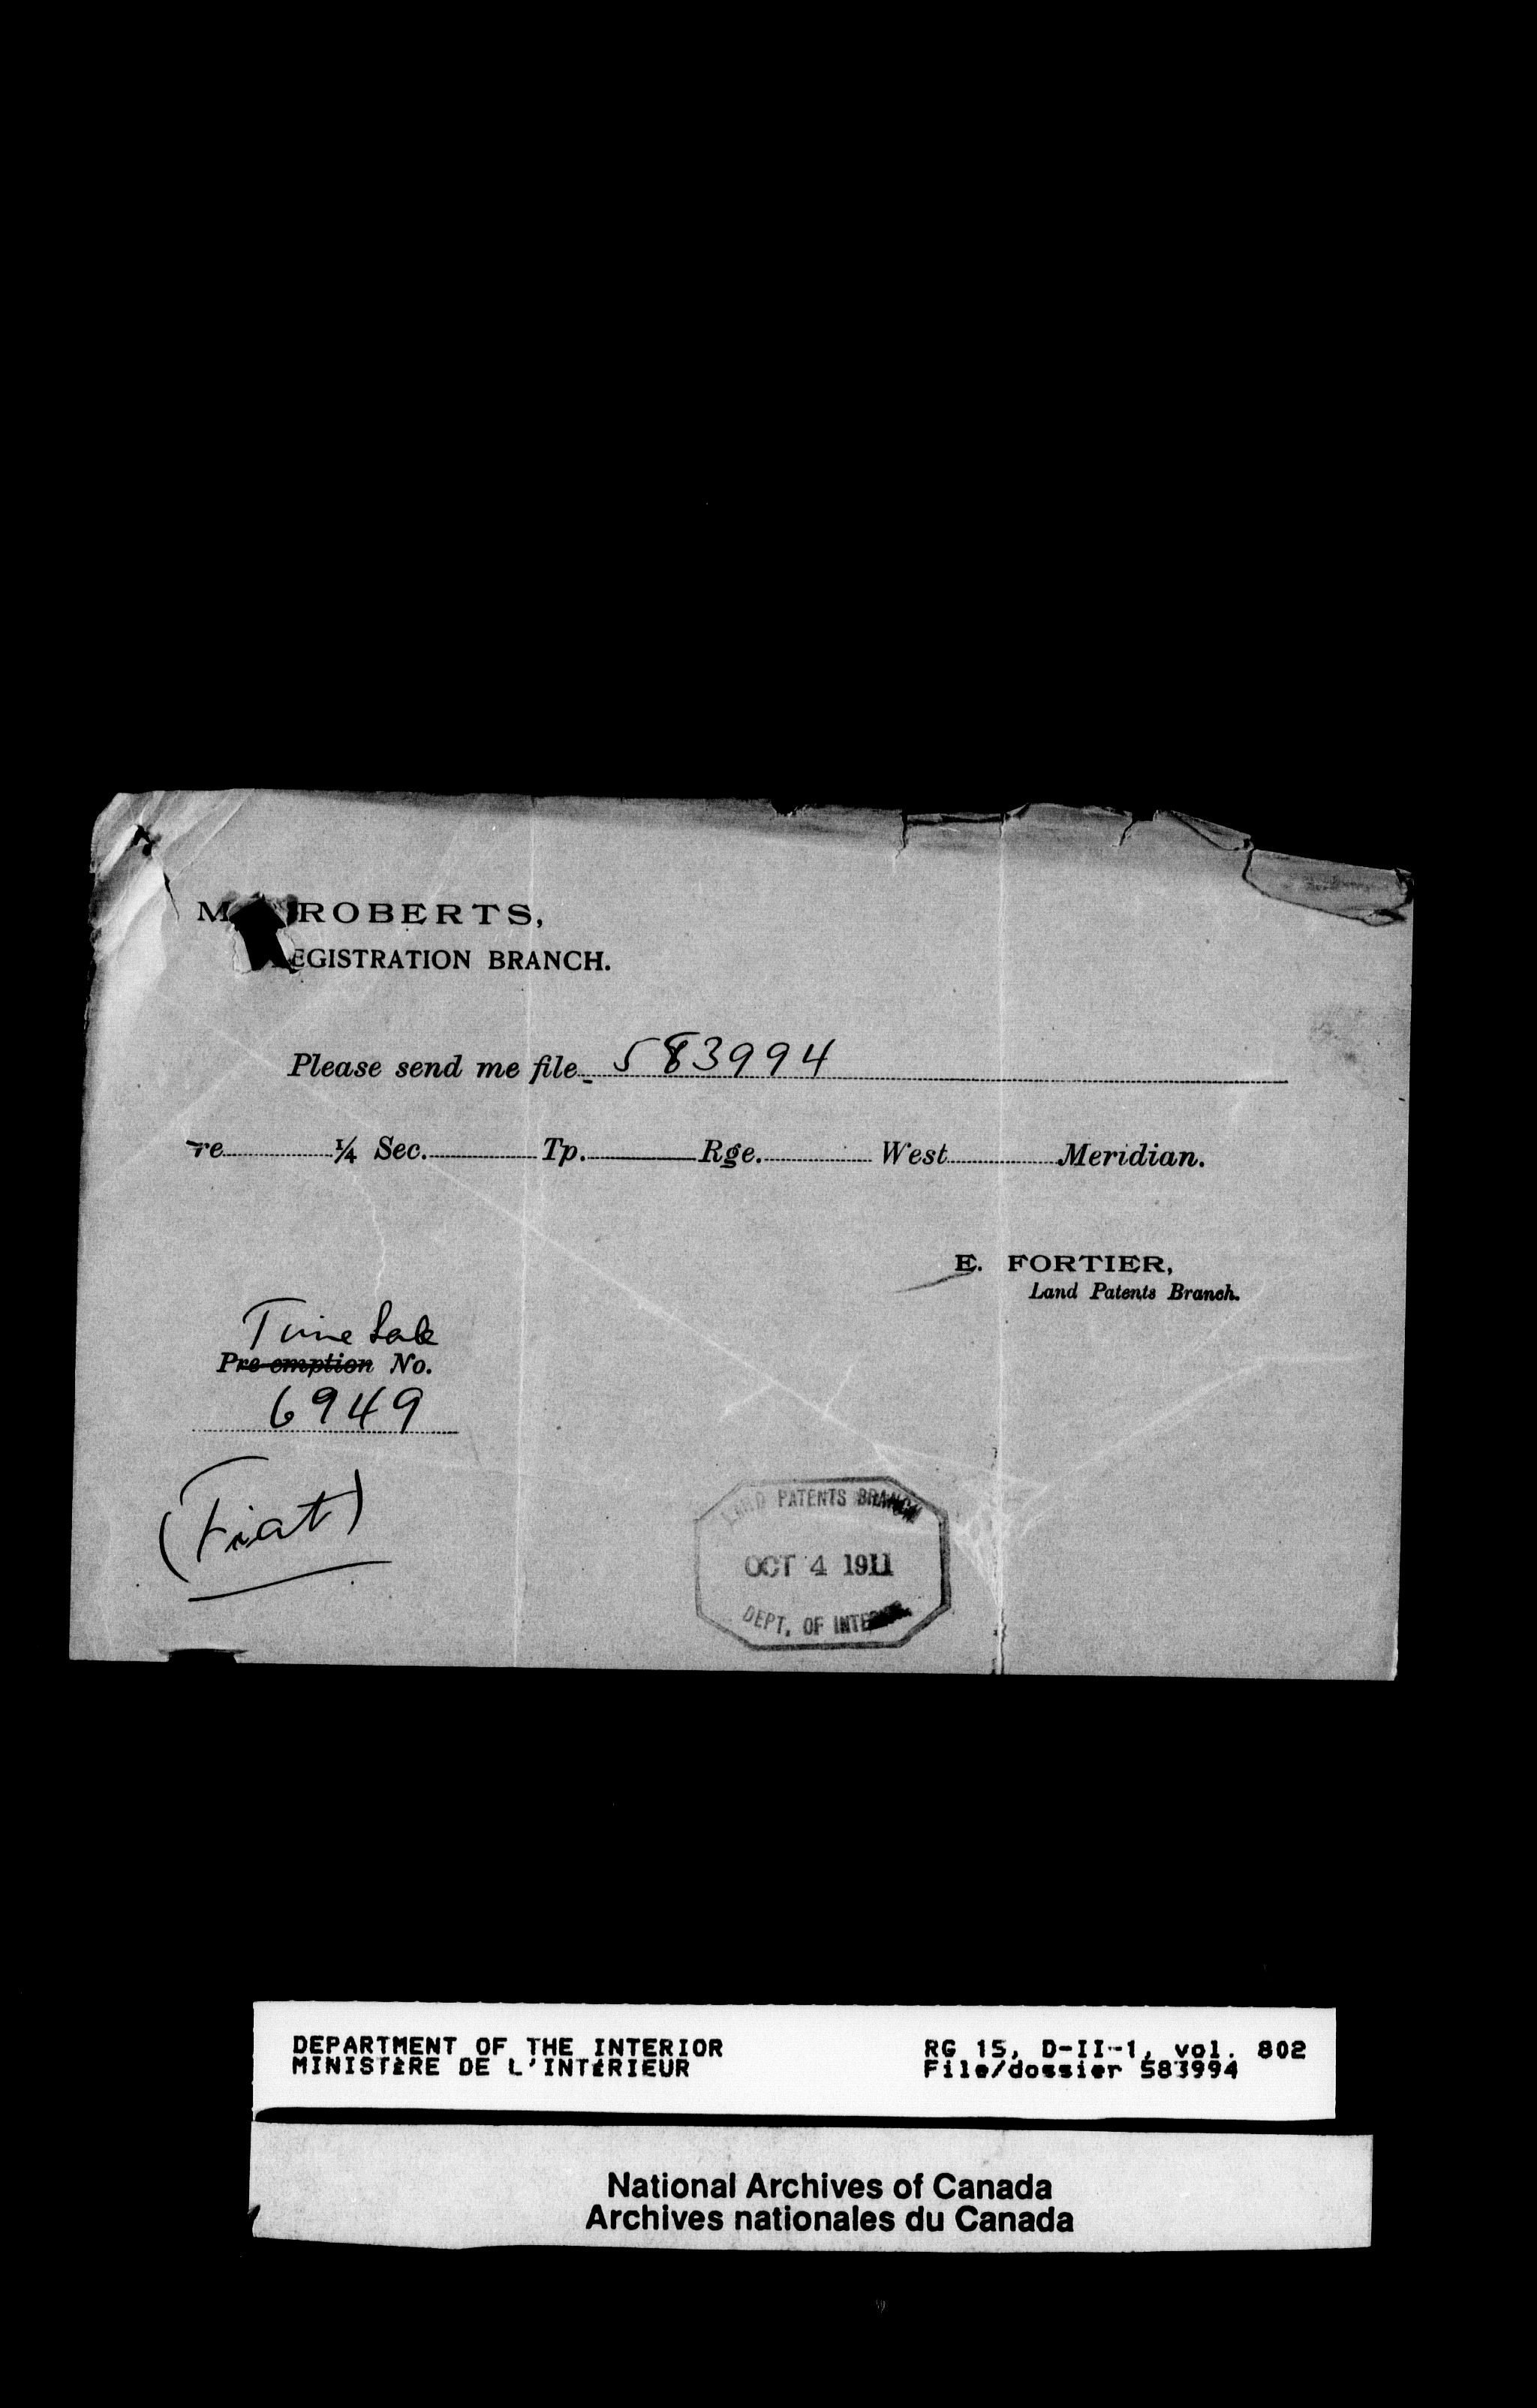 ROBERTS,
EGISTRATION BRANCH.
Please send me file 583994
re ¼ Sec. Tp. Rge. West Meridian.
E. FORTIER,
Land Patents Branch.
Time Sale
Pre-emption No.
6949
(Fiat)
LAND PATENTS BRANCH
OCT 4 1911
DEPT. OF INTERIOR
DEPARTMENT OF THE INTERIOR RG 15, D-II-1, vol. 802
MINISTÈRE DE L'INTÉRIEUR File/dossier 583994
National Archives of Canada
Archives nationales du Canada